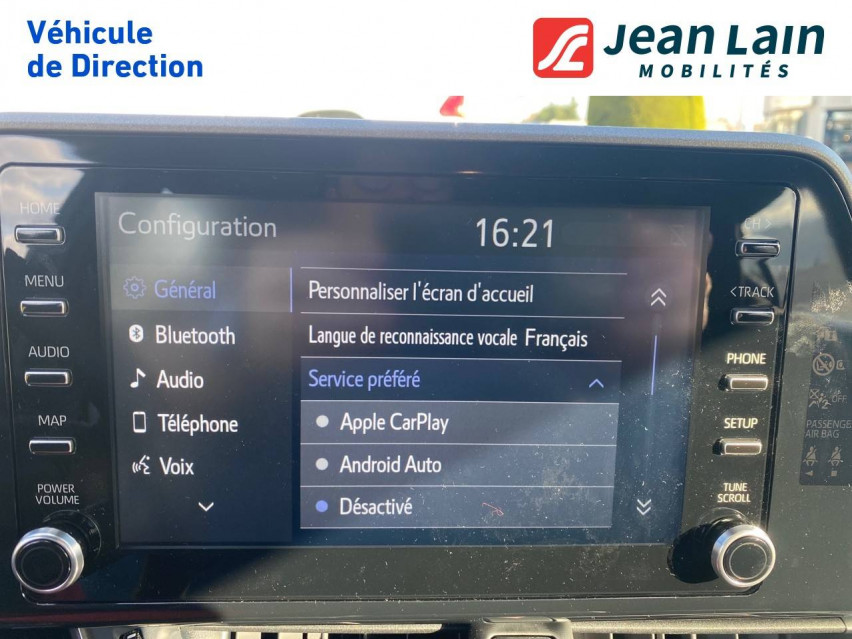 Véhicule
de Direction
Jean Lain
MOBILITÉS
HOME
MENU
AUDIO
MAP
POWER
VOLUME
Configuration
16:21
Général
Bluetooth
Audio
Téléphone
Voix
Personnaliser l'écran d'accueil
Langue de reconnaissance vocale Français
Service préféré
Apple CarPlay
Android Auto
Désactivé
CH >
< TRACK
PHONE
SETUP
TUNE
SCROLL
OFF
PASSENGER
AIR BAG